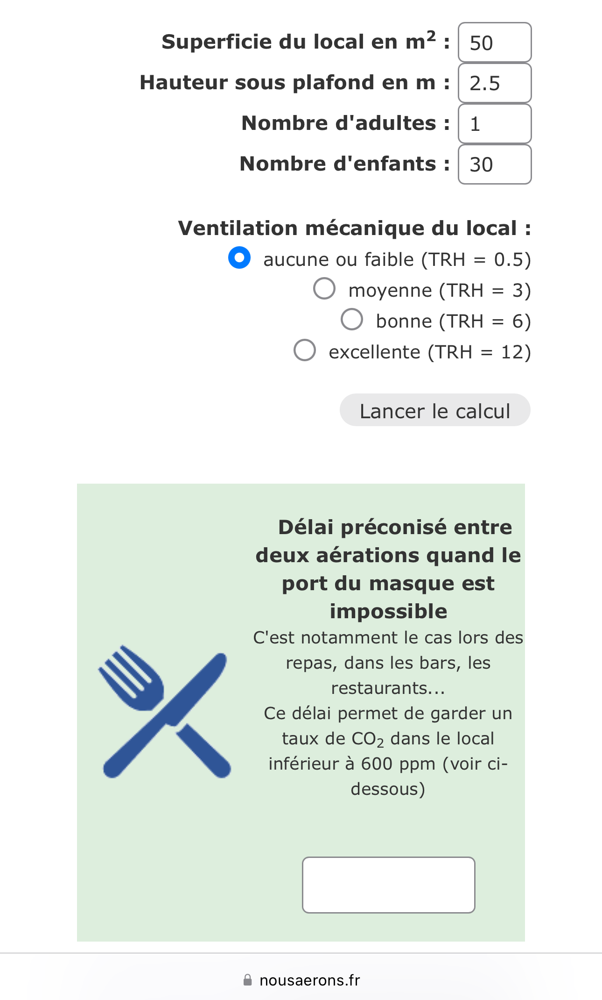 Superficie du local en m² : 50
Hauteur sous plafond en m : 2.5
Nombre d'adultes : 1
Nombre d'enfants : 30
Ventilation mécanique du local :
aucune ou faible (TRH = 0.5)
moyenne (TRH = 3)
bonne (TRH = 6)
excellente (TRH = 12)
Lancer le calcul
Délai préconisé entre
deux aérations quand le
port du masque est
impossible
C'est notamment le cas lors des
repas, dans les bars, les
restaurants...
Ce délai permet de garder un
taux de CO₂ dans le local
inférieur à 600 ppm (voir ci-
dessous)
nousaerons.fr